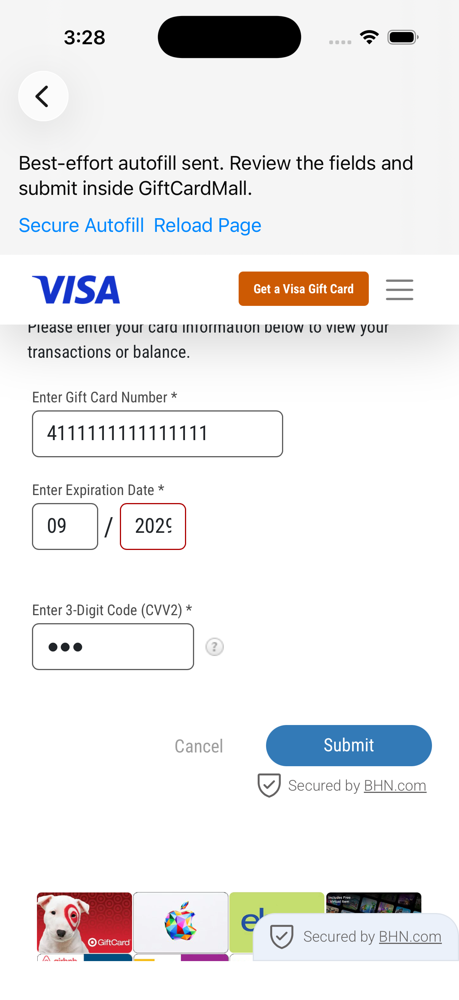 3:28
Best-effort autofill sent. Review the fields and
submit inside GiftCardMall.
Secure Autofill Reload Page
VISA
Get a Visa Gift Card
Please enter your card information below to view your
transactions or balance.
Enter Gift Card Number *
4111111111111111
Enter Expiration Date *
09 / 2029
Enter 3-Digit Code (CVV2) *
?
Cancel
Submit
Secured by BHN.com
GiftCard
Includes Free
Virtual Item
Secured by BHN.com
airbnb